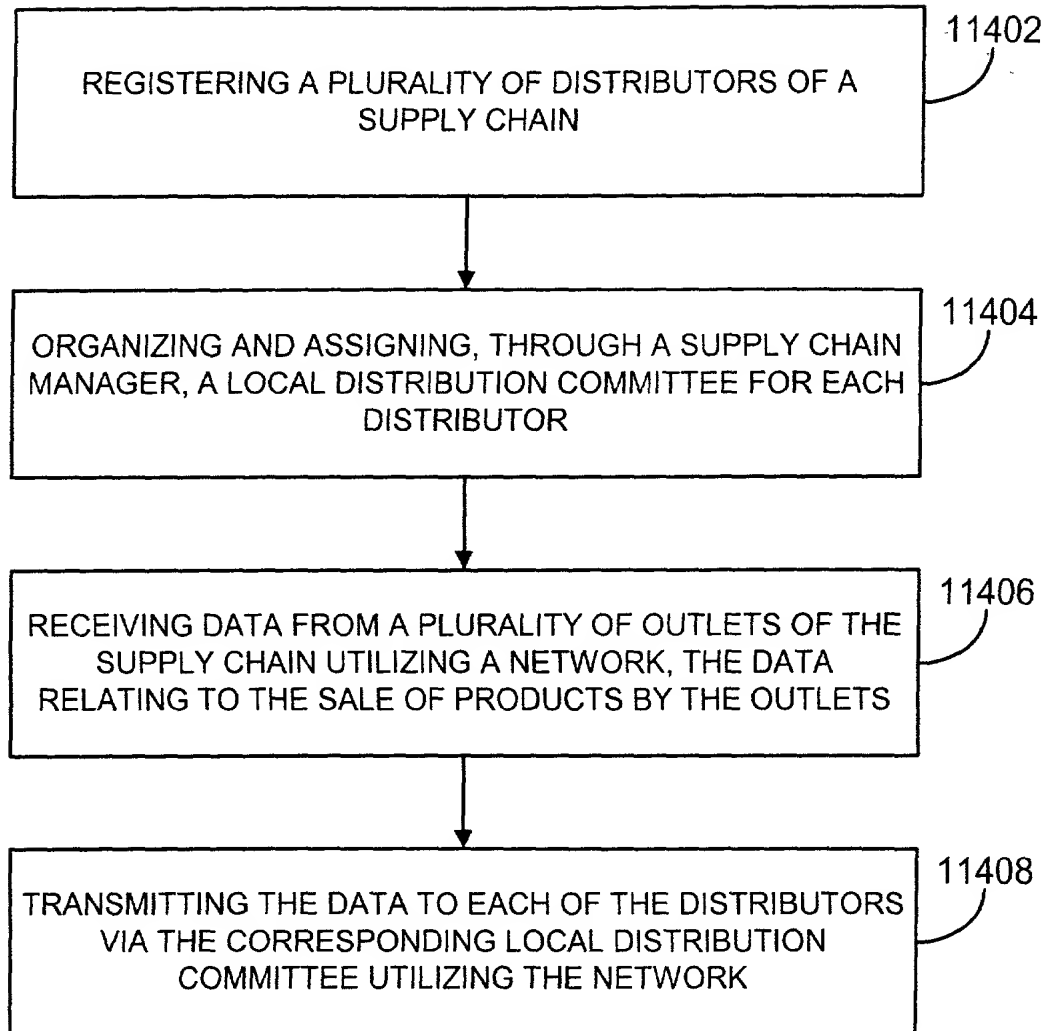 11402
REGISTERING A PLURALITY OF DISTRIBUTORS OF A
SUPPLY CHAIN
11404
ORGANIZING AND ASSIGNING, THROUGH A SUPPLY CHAIN
MANAGER, A LOCAL DISTRIBUTION COMMITTEE FOR EACH
DISTRIBUTOR
11406
RECEIVING DATA FROM A PLURALITY OF OUTLETS OF THE
SUPPLY CHAIN UTILIZING A NETWORK, THE DATA
RELATING TO THE SALE OF PRODUCTS BY THE OUTLETS
11408
TRANSMITTING THE DATA TO EACH OF THE DISTRIBUTORS
VIA THE CORRESPONDING LOCAL DISTRIBUTION
COMMITTEE UTILIZING THE NETWORK